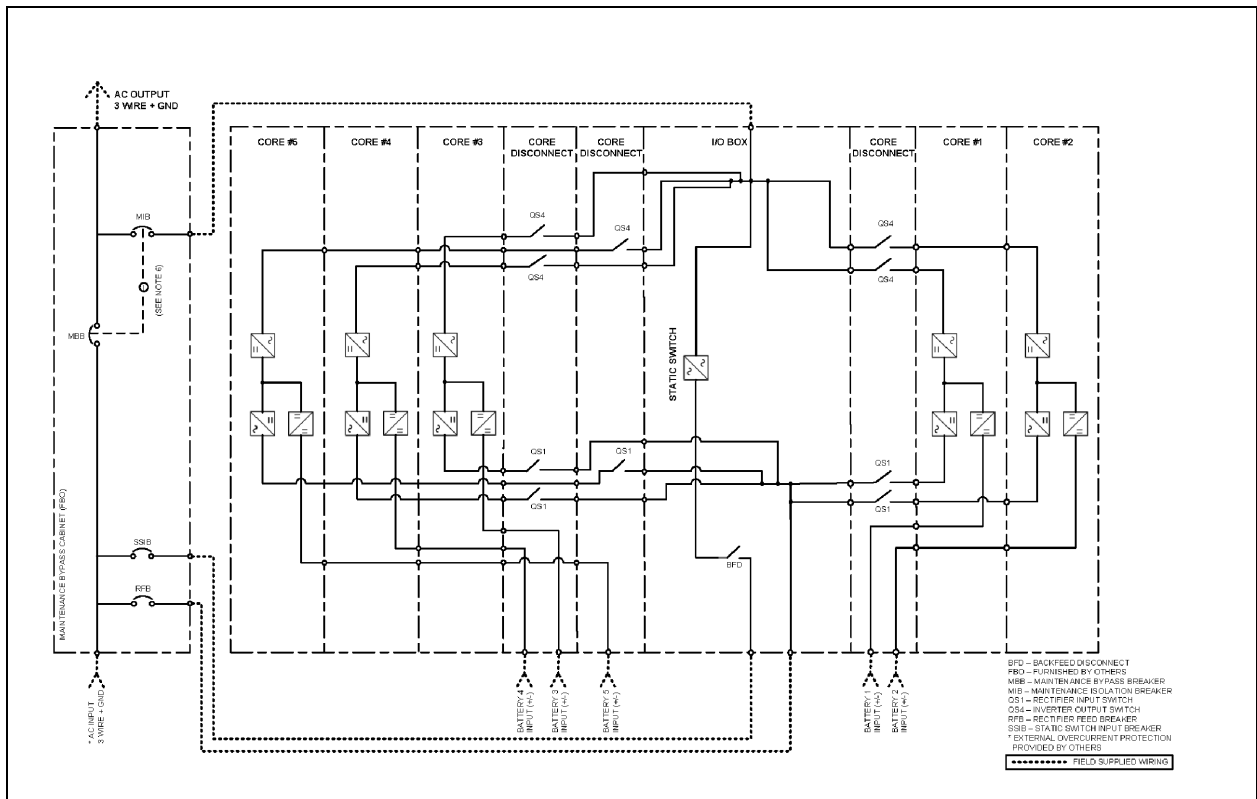 AC OUTPUT
3 WIRE + GND
CORE #5
CORE #4
CORE #3
CORE
DISCONNECT
CORE
DISCONNECT
I/O BOX
CORE
DISCONNECT
CORE #1
CORE #2
MIB
(SEE NOTE 6)
MBB
QS4
QS4
QS4
QS4
QS4
STATIC SWITCH
QS1
QS1
QS1
QS1
QS1
MAINTENANCE BYPASS CABINET (FBO)
SSIB
RFB
BFD
* AC INPUT
3 WIRE + GND
BATTERY 4
INPUT (+/-)
BATTERY 3
INPUT (+/-)
BATTERY 5
INPUT (+/-)
BATTERY 1
INPUT (+/-)
BATTERY 2
INPUT (+/-)
BFD – BACKFEED DISCONNECT
FBO – FURNISHED BY OTHERS
MBB – MAINTENANCE BYPASS BREAKER
MIB – MAINTENANCE ISOLATION BREAKER
QS1 – RECTIFIER INPUT SWITCH
QS4 – INVERTER OUTPUT SWITCH
RFB – RECTIFIER FEED BREAKER
SSIB – STATIC SWITCH INPUT BREAKER
* EXTERNAL OVERCURRENT PROTECTION
PROVIDED BY OTHERS
FIELD SUPPLIED WIRING